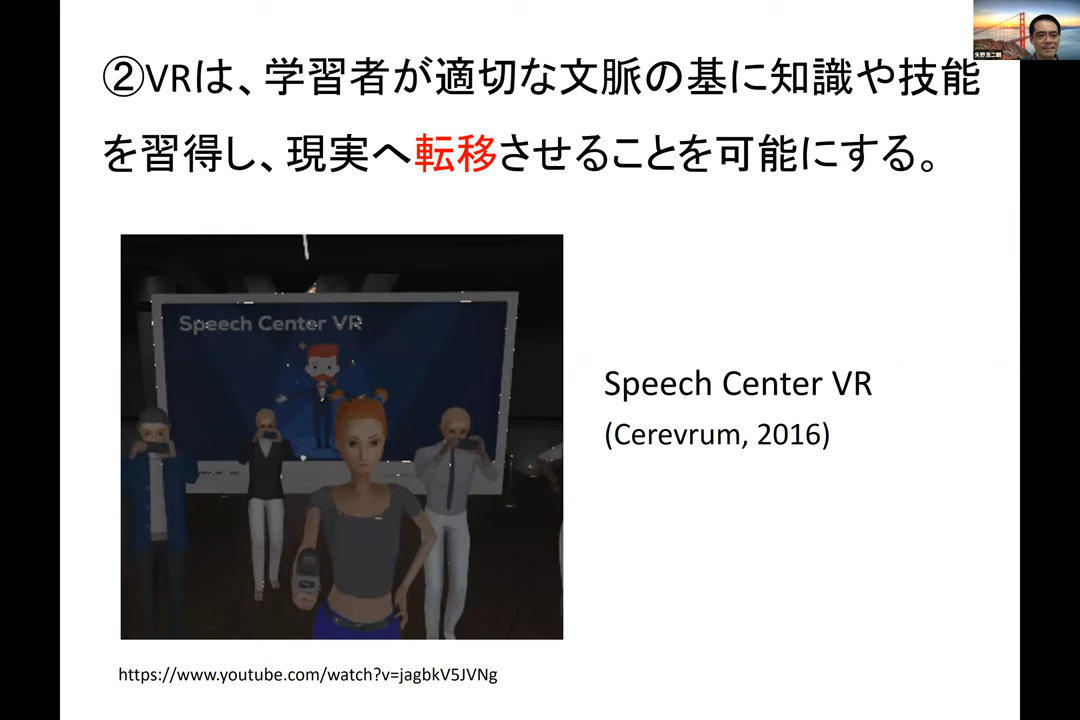 ②VRは、学習者が適切な文脈の基に知識や技能
を習得し、現実へ転移させることを可能にする。
Speech Center VR
Speech Center VR
(Cerevrum, 2016)
https://www.youtube.com/watch?v=jagbkV5JVNg